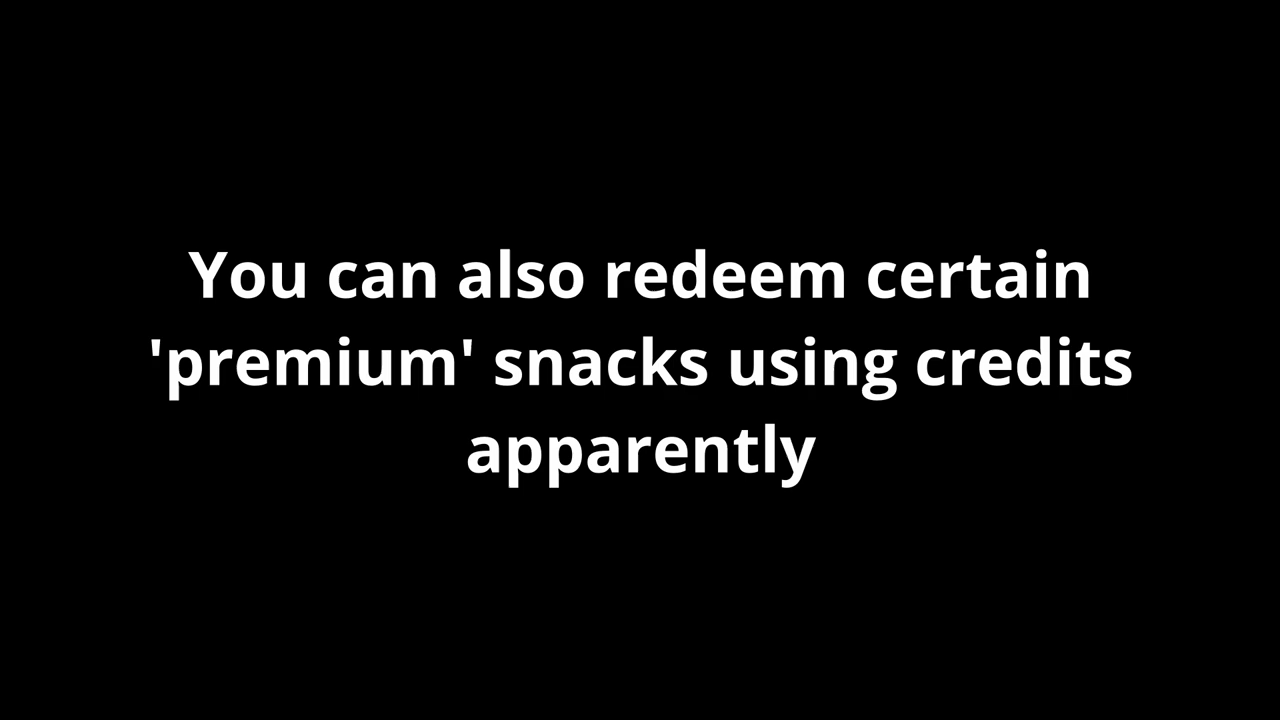 You can also redeem certain
'premium' snacks using credits
apparently